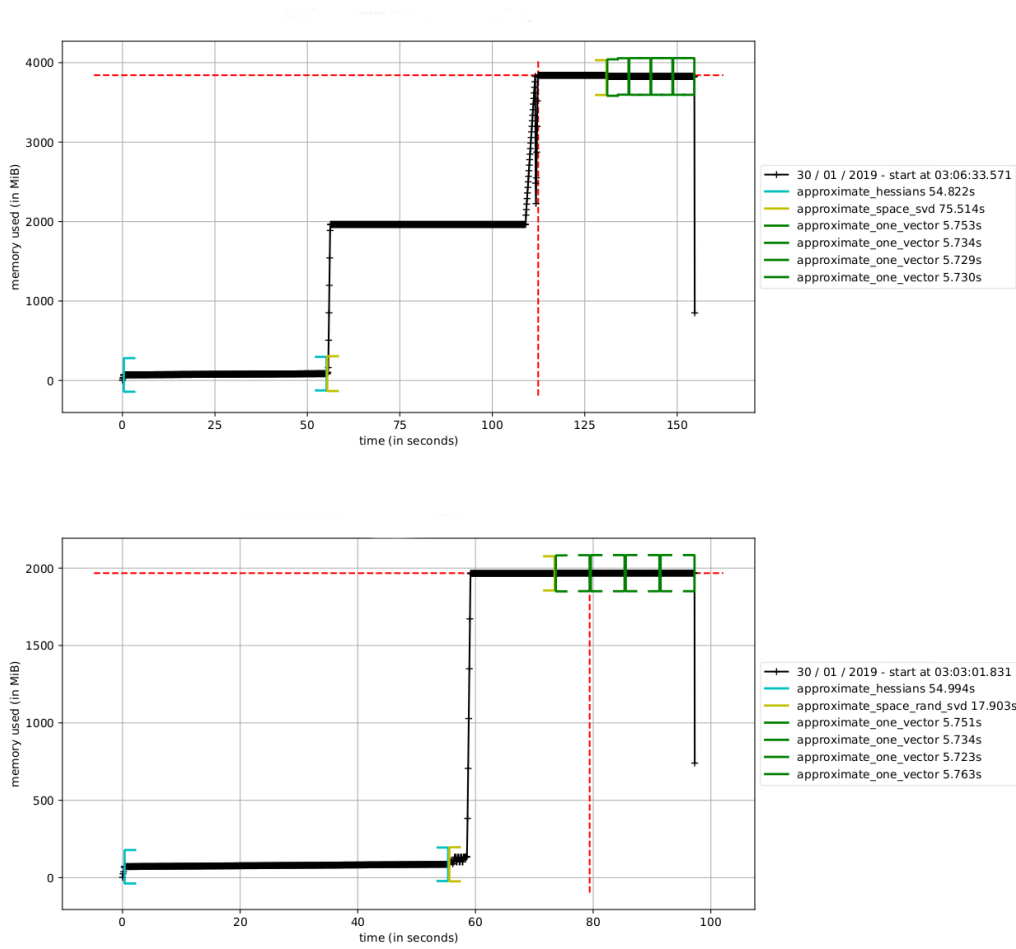 4000
3000
2000
1000
0
memory used (in MiB)
0 25 50 75 100 125 150
time (in seconds)
30 / 01 / 2019 - start at 03:06:33.571
approximate_hessians 54.822s
approximate_space_svd 75.514s
approximate_one_vector 5.753s
approximate_one_vector 5.734s
approximate_one_vector 5.729s
approximate_one_vector 5.730s
2000
1500
1000
500
0
memory used (in MiB)
0 20 40 60 80 100
time (in seconds)
30 / 01 / 2019 - start at 03:03:01.831
approximate_hessians 54.994s
approximate_space_rand_svd 17.903s
approximate_one_vector 5.751s
approximate_one_vector 5.734s
approximate_one_vector 5.723s
approximate_one_vector 5.763s